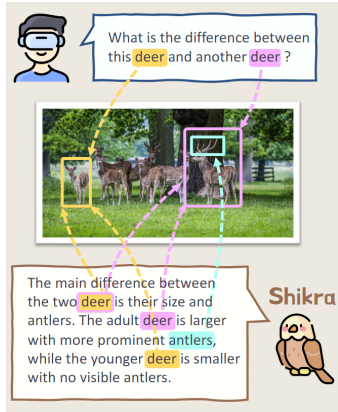 What is the difference between
this deer and another deer ?
Shikra
The main difference between
the two deer is their size and
antlers. The adult deer is larger
with more prominent antlers,
while the younger deer is smaller
with no visible antlers.